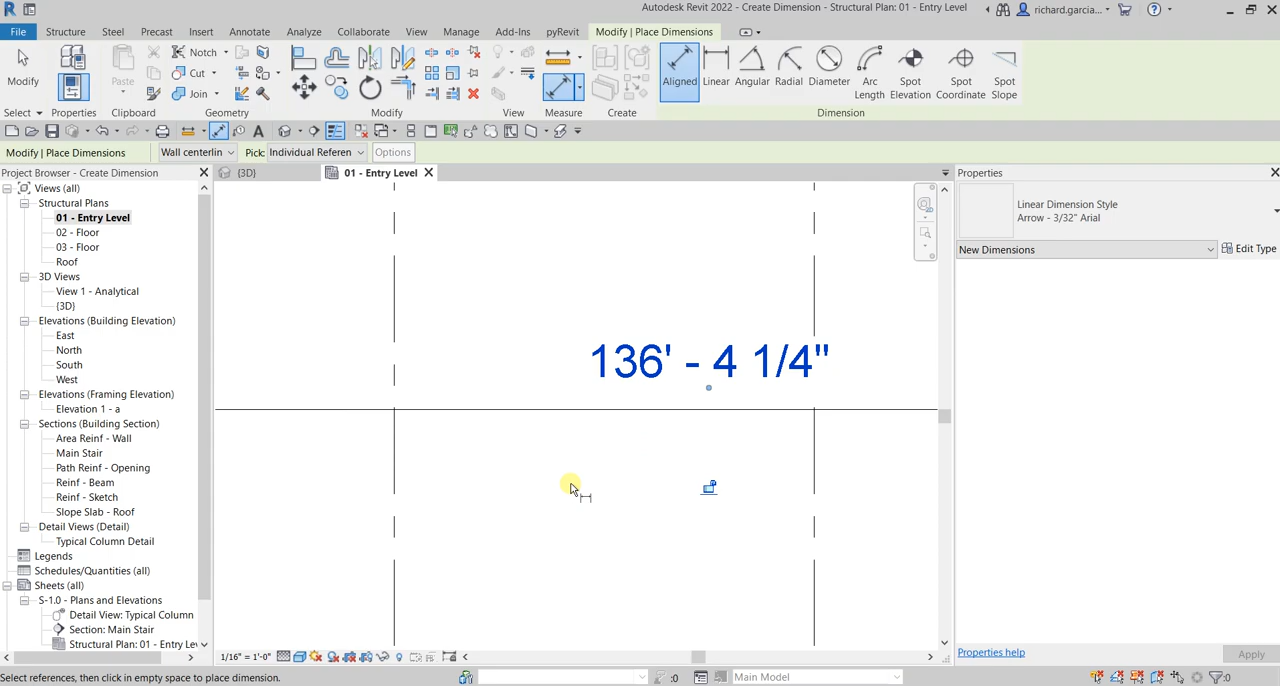 Autodesk Revit 2022 - Create Dimension - Structural Plan: 01 - Entry Level
richard.garcia...
File Structure Steel Precast Insert Annotate Analyze Collaborate View Manage Add-Ins pyRevit Modify | Place Dimensions
Modify Paste Notch Cut Join Aligned Linear Angular Radial Diameter Arc Length Spot Elevation Spot Coordinate Spot Slope
Select Properties Clipboard Geometry Modify View Measure Create Dimension
Modify | Place Dimensions Wall centerlin Pick: Individual Referen Options
Project Browser - Create Dimension
{3D} 01 - Entry Level
Properties
Views (all)
Structural Plans
01 - Entry Level
02 - Floor
03 - Floor
Roof
3D Views
View 1 - Analytical
{3D}
Elevations (Building Elevation)
East
North
South
West
Elevations (Framing Elevation)
Elevation 1 - a
Sections (Building Section)
Area Reinf - Wall
Main Stair
Path Reinf - Opening
Reinf - Beam
Reinf - Sketch
Slope Slab - Roof
Detail Views (Detail)
Typical Column Detail
Legends
Schedules/Quantities (all)
Sheets (all)
S-1.0 - Plans and Elevations
Detail View: Typical Column
Section: Main Stair
Structural Plan: 01 - Entry Lev
136' - 4 1/4"
Linear Dimension Style
Arrow - 3/32" Arial
New Dimensions Edit Type
Properties help Apply
1/16" = 1'-0"
Select references, then click in empty space to place dimension.
:0 Main Model :0